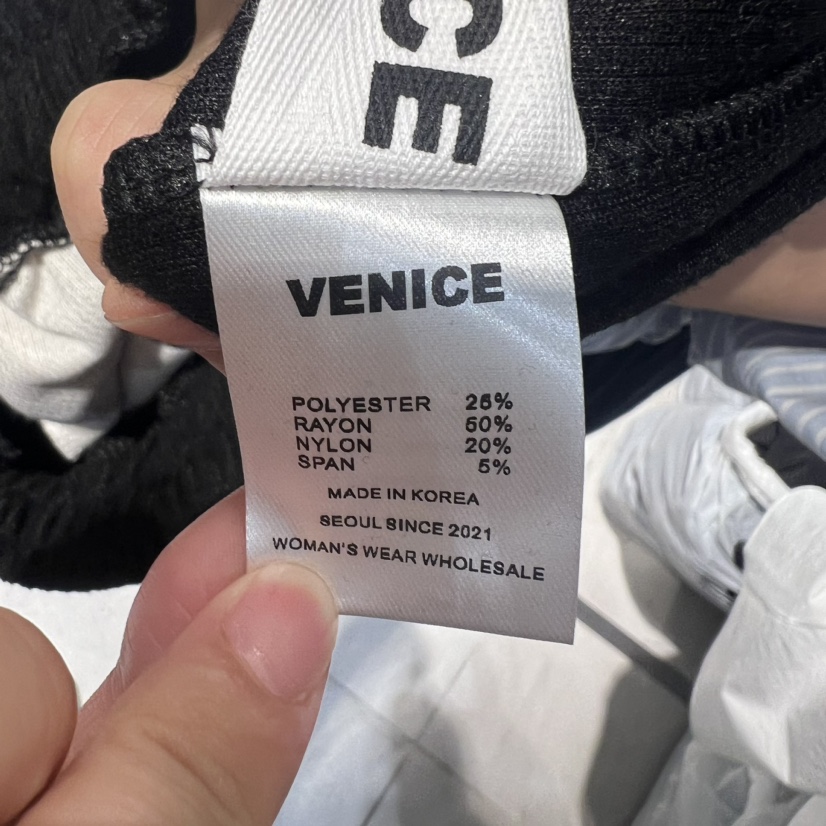 CE
VENICE
POLYESTER 25%
RAYON 50%
NYLON 20%
SPAN 5%
MADE IN KOREA
SEOUL SINCE 2021
WOMAN'S WEAR WHOLESALE